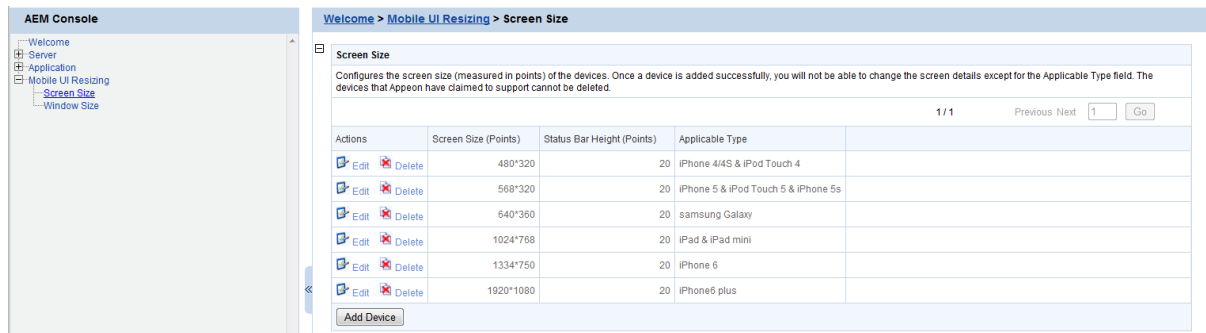 AEM Console
Welcome
Server
Application
Mobile UI Resizing
Screen Size
Window Size
Welcome > Mobile UI Resizing > Screen Size
Screen Size
Configures the screen size (measured in points) of the devices. Once a device is added successfully, you will not be able to change the screen details except for the Applicable Type field. The
devices that Appeon have claimed to support cannot be deleted.
1 / 1 Previous Next 1 Go
Actions Screen Size (Points) Status Bar Height (Points) Applicable Type
Edit Delete 480*320 20 iPhone 4/4S & iPod Touch 4
Edit Delete 568*320 20 iPhone 5 & iPod Touch 5 & iPhone 5s
Edit Delete 640*360 20 samsung Galaxy
Edit Delete 1024*768 20 iPad & iPad mini
Edit Delete 1334*750 20 iPhone 6
Edit Delete 1920*1080 20 iPhone6 plus
Add Device